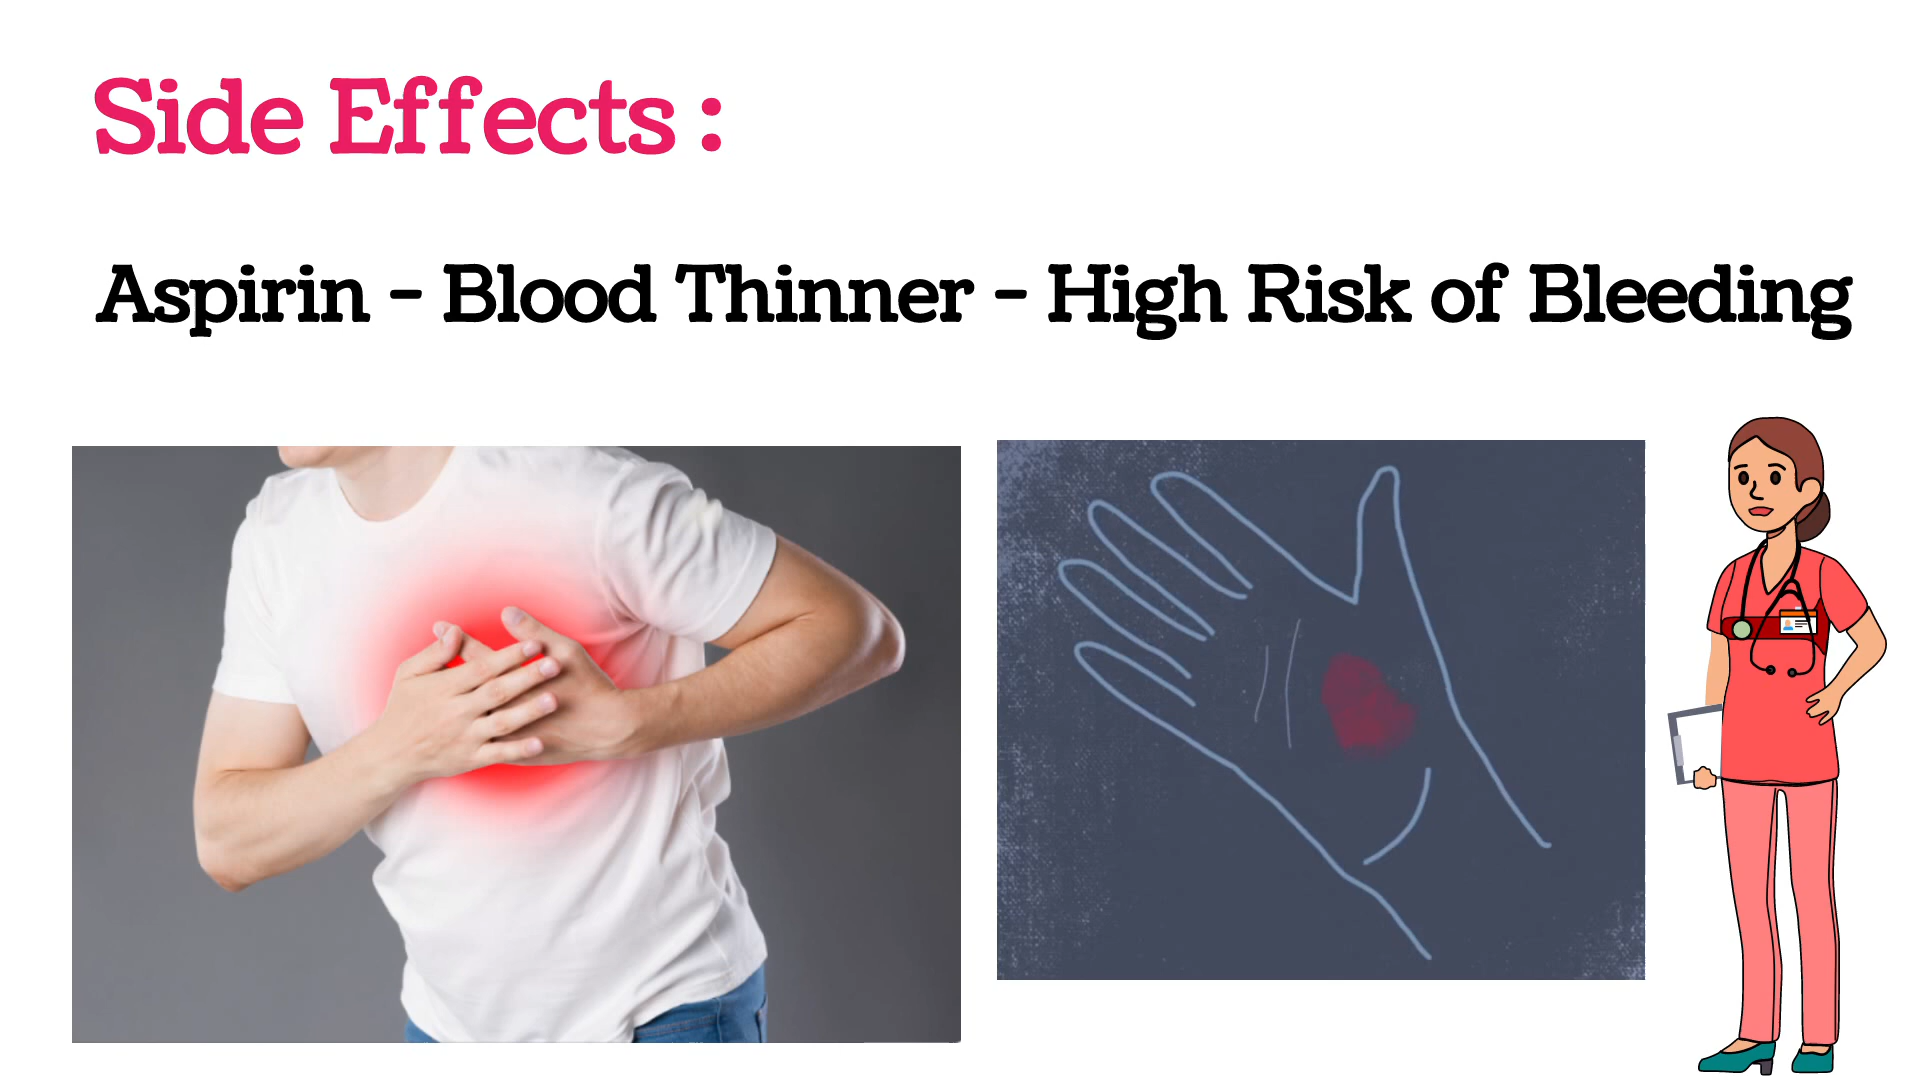 Side Effects :
Aspirin - Blood Thinner - High Risk of Bleeding